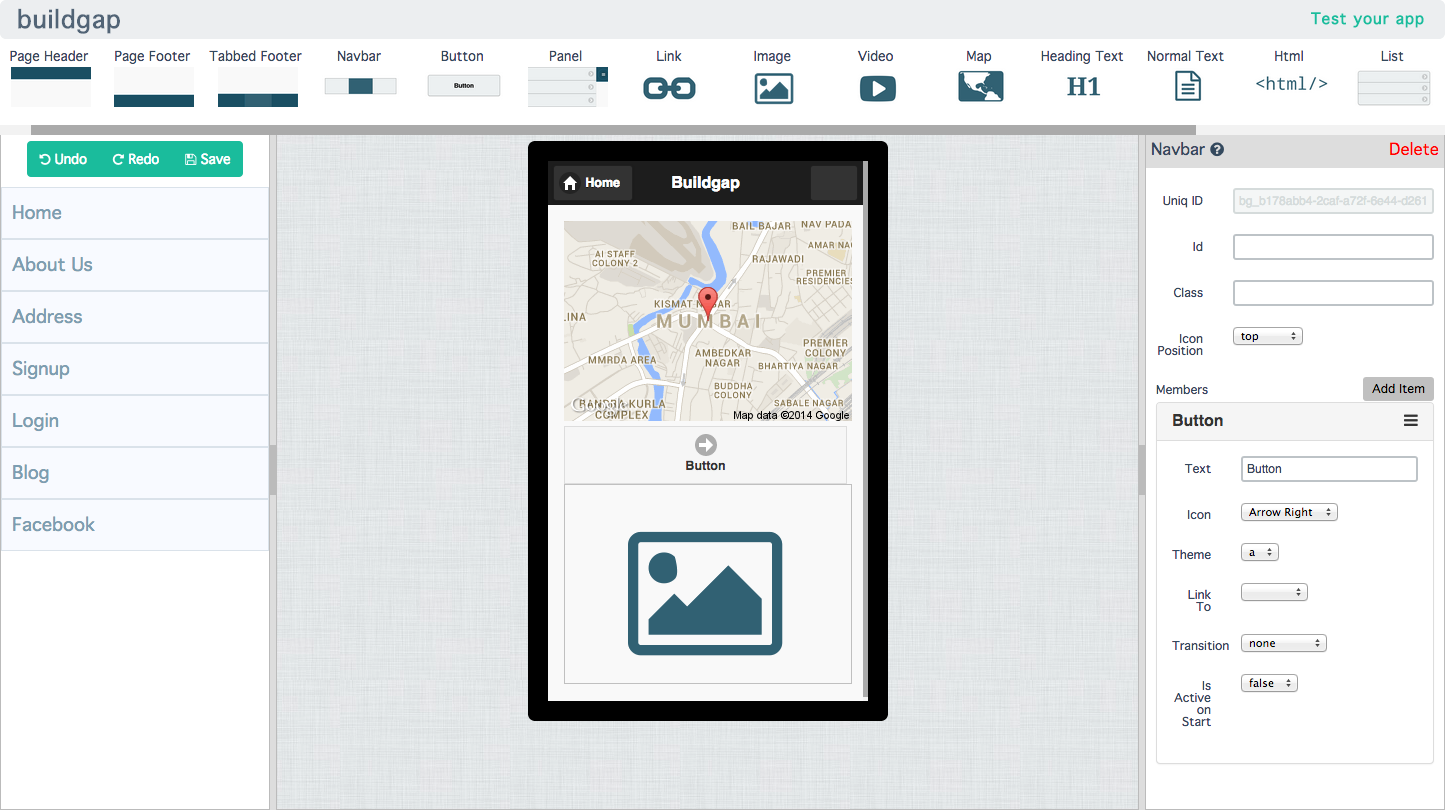 buildgap
Test your app
Page Header Page Footer Tabbed Footer Navbar Button Panel Link Image Video Map Heading Text Normal Text Html List
Button
H1
<html/>
Undo Redo Save
Home
About Us
Address
Signup
Login
Blog
Facebook
Home
Buildgap
BAIL BAJAR
NAV PADA
AI STAFF
COLONY-2
AMAR NAG
RAJAWADI
PREMIER
RESIDENCIES
KISMAT NAGAR
LINA
MUMBAI
MMRDA AREA
AMBEDKAR
NAGAR
PREMIER
COLONY
BHARTIYA NAGAR
BUDDHA
COLONY
BANDRA KURLA
COMPLEX
SABALE NAGAR
Map data ©2014 Google
Button
Navbar ?
Delete
Uniq ID bg_b178abb4-2caf-a72f-6e44-d261
Id
Class
Icon
Position
top
Members
Add Item
Button
Text Button
Icon Arrow Right
Theme a
Link
To
Transition none
Is
Active
on
Start
false